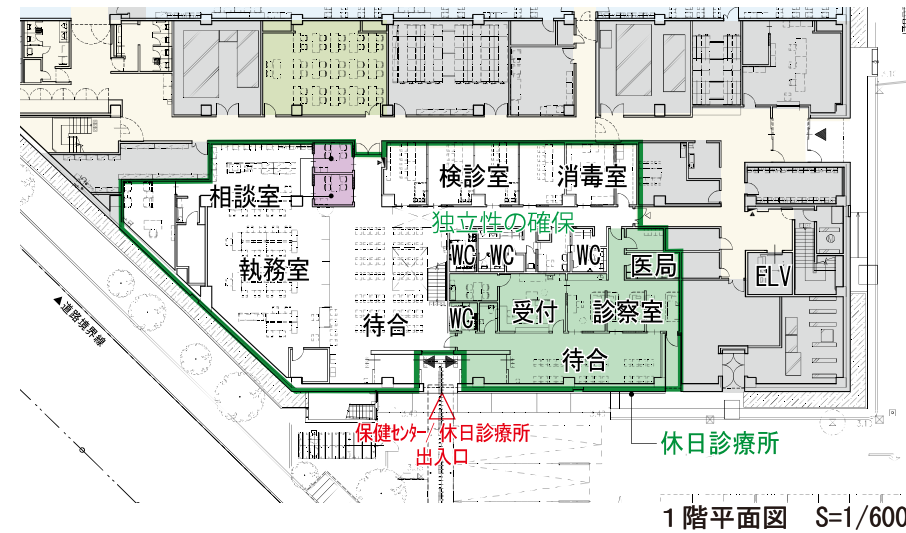 検診室
消毒室
相談室
独立性の確保
WC
WC
WC
医局
執務室
ELV
受付
診察室
WC
待合
待合
▲道路境界線
保健センター/休日診療所
出入口
休日診療所
1階平面図 S=1/600